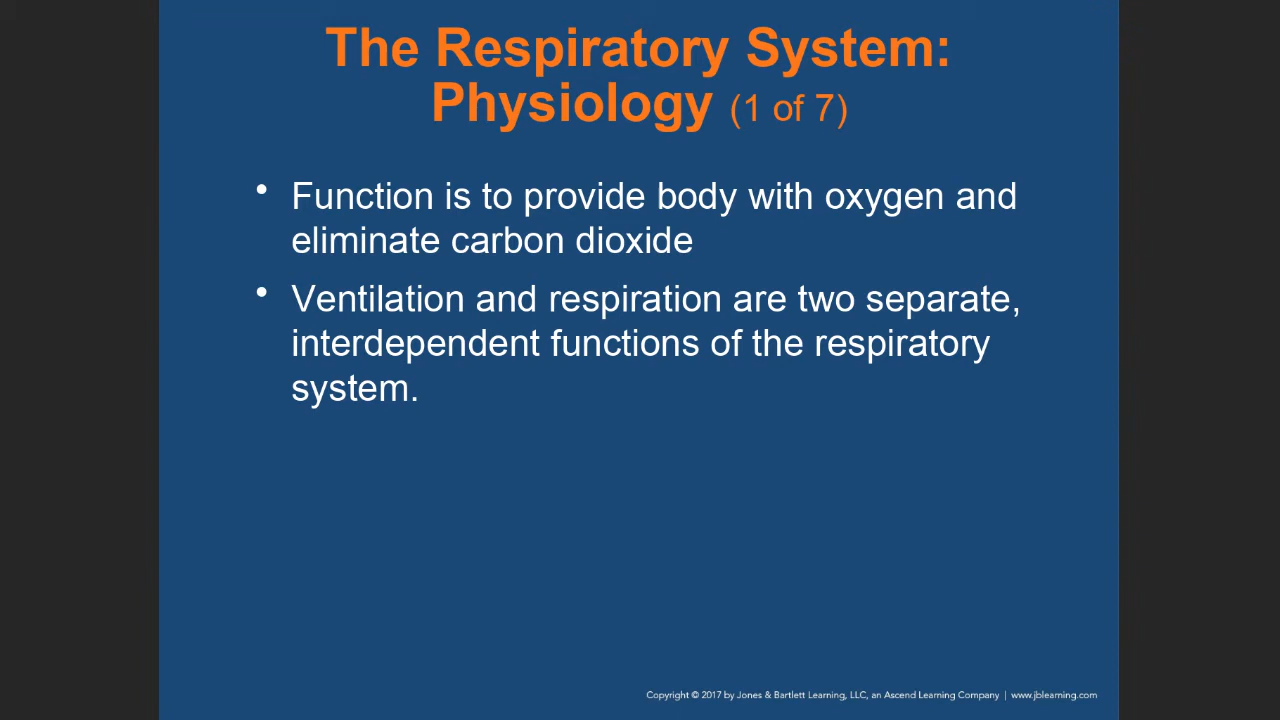 The Respiratory System:
Physiology (1 of 7)
• Function is to provide body with oxygen and
eliminate carbon dioxide
• Ventilation and respiration are two separate,
interdependent functions of the respiratory
system.
Copyright © 2017 by Jones & Bartlett Learning, LLC, an Ascend Learning Company | www.jblearning.com